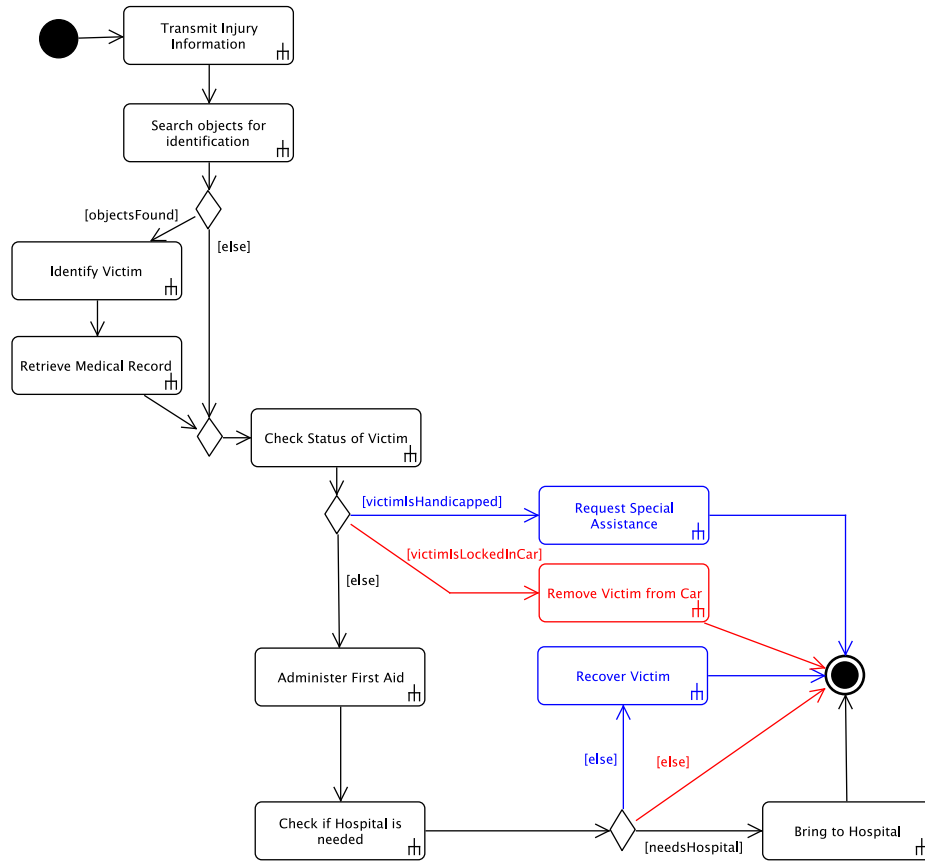 Transmit Injury
Information
Search objects for
identification
[objectsFound]
[else]
Identify Victim
Retrieve Medical Record
Check Status of Victim
[victimIsHandicapped]
Request Special
Assistance
[victimIsLockedInCar]
[else]
Remove Victim from Car
Administer First Aid
Recover Victim
[else]
[else]
Check if Hospital is
needed
[needsHospital]
Bring to Hospital